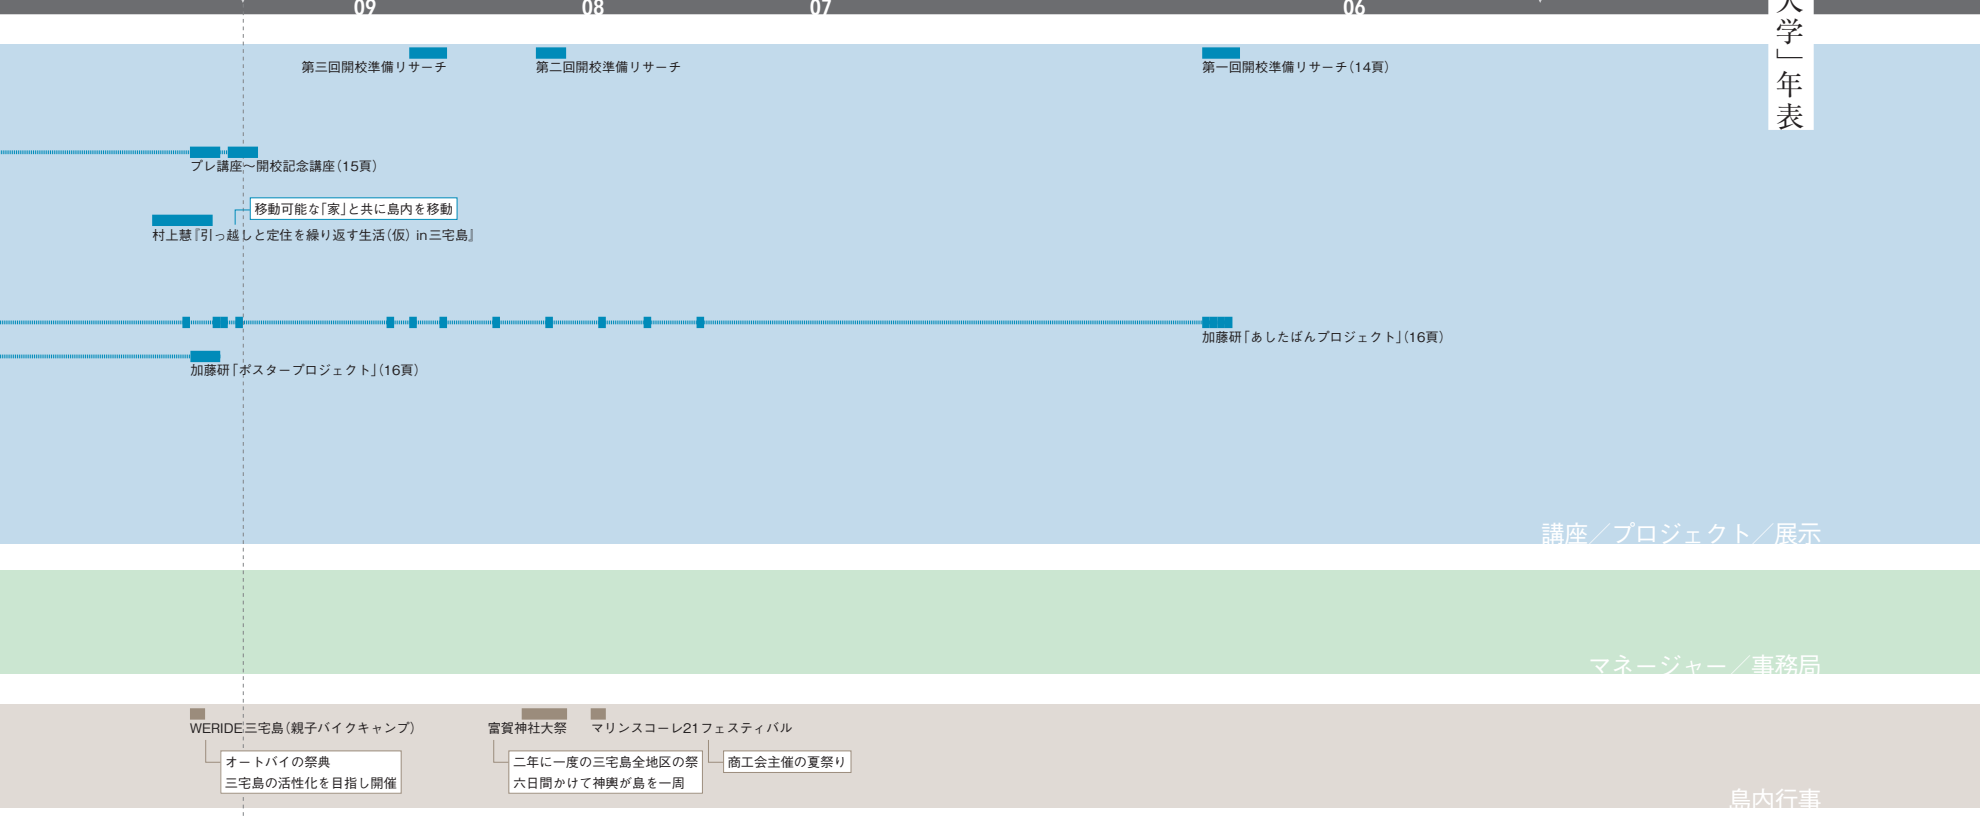 09
08
07
06
大学」年表
第三回開校準備リサーチ
第二回開校準備リサーチ
第一回開校準備リサーチ(14頁)
プレ講座〜開校記念講座(15頁)
移動可能な「家」と共に島内を移動
村上慧『引っ越しと定住を繰り返す生活(仮) in三宅島』
加藤研「あしたばんプロジェクト」(16頁)
加藤研「ポスタープロジェクト」(16頁)
講座／プロジェクト／展示
マネージャー／事務局
WERIDE三宅島(親子バイクキャンプ)
オートバイの祭典
三宅島の活性化を目指し開催
富賀神社大祭
二年に一度の三宅島全地区の祭
六日間かけて神輿が島を一周
マリンスコーレ21フェスティバル
商工会主催の夏祭り
島内行事